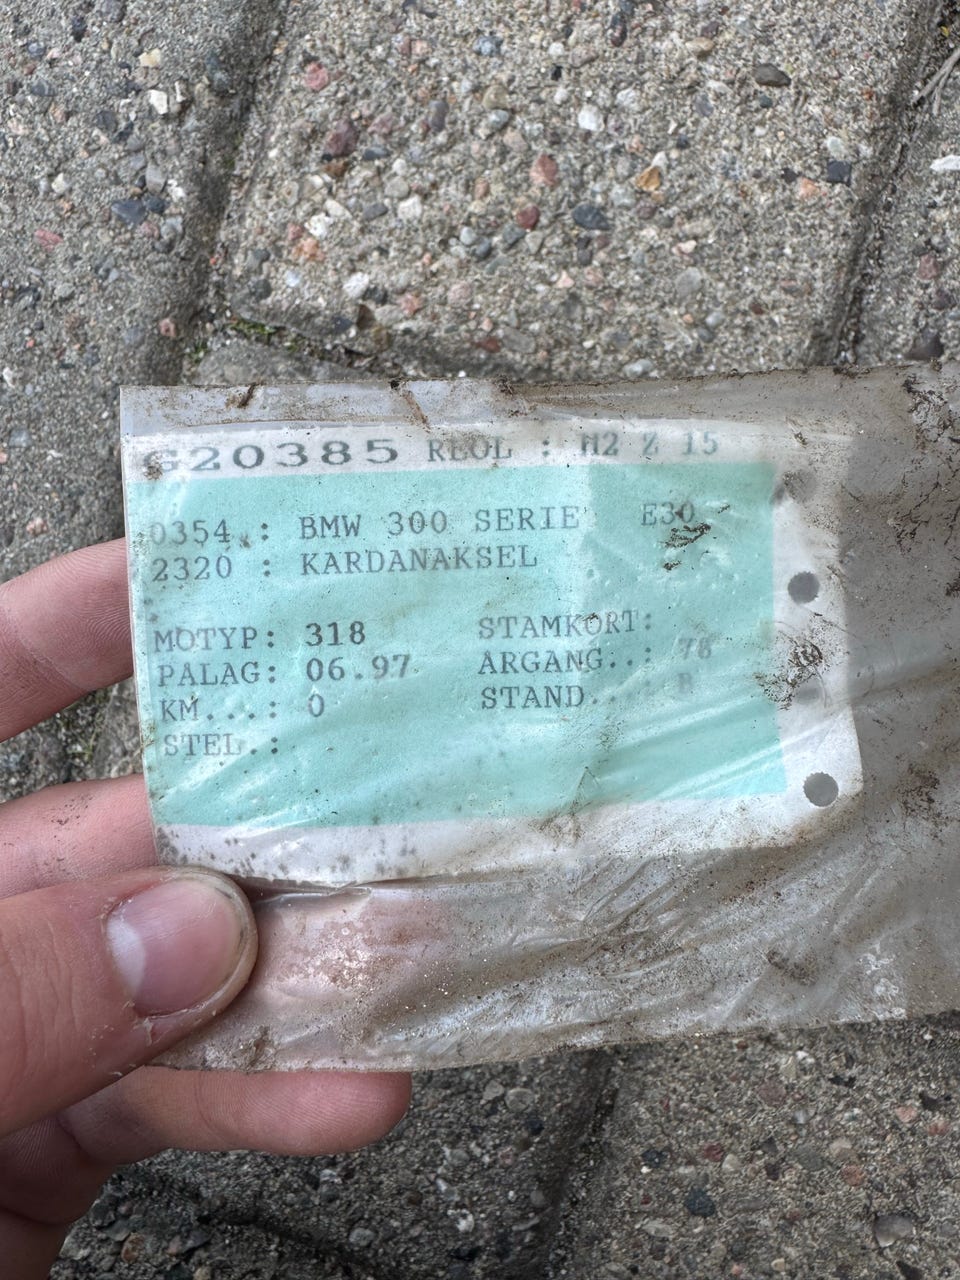 G20385 REOL : H2 Z 15
0354 : BMW 300 SERIE E30
2320 : KARDANAKSEL
MOTYP: 318 STAMKORT:
PALAG: 06.97 ARGANG..: 78
KM...: 0 STAND...: B
STEL.: